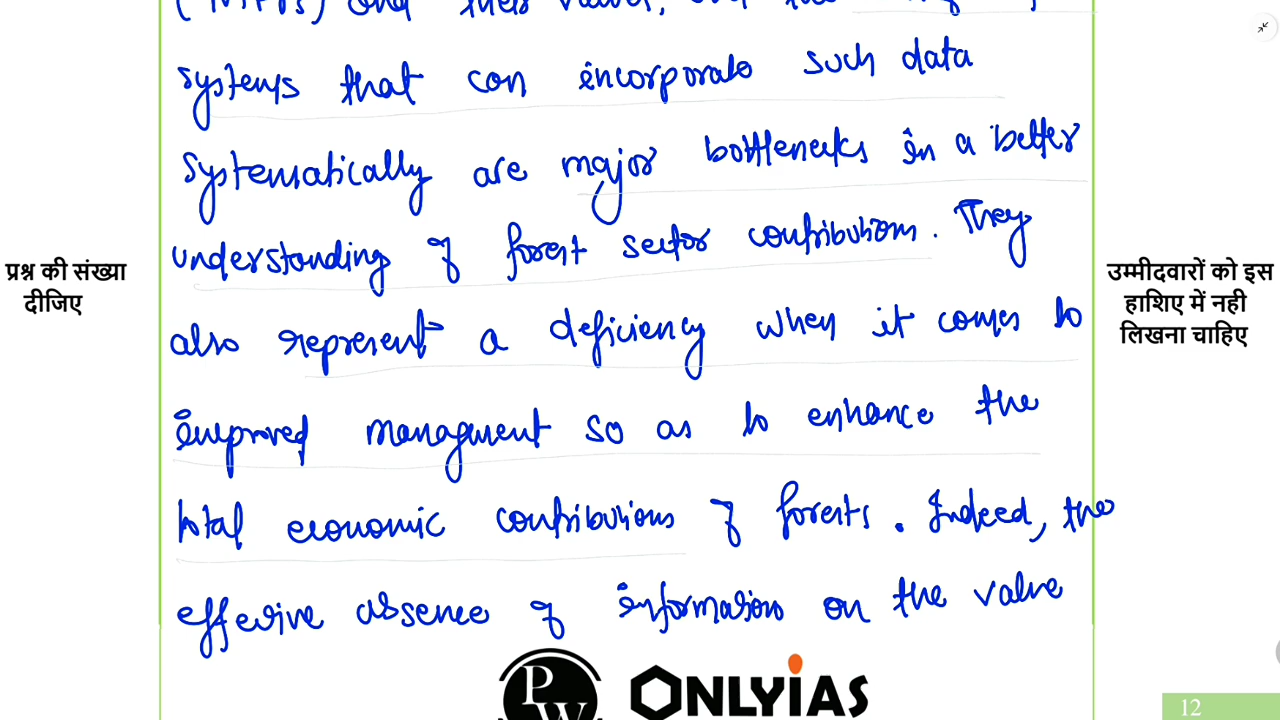 systems that can incorporate such data
systematically are major bottlenecks in a better
प्रश्न की संख्या
दीजिए
understanding of forest sector contributions. They
उम्मीदवारों को इस
हाशिए में नही
लिखना चाहिए
also represent a deficiency when it comes to
improved managment so as to enhance the
total economic contributions of forests. Indeed, the
effective absence of information on the value
PW ONLYiAS
12